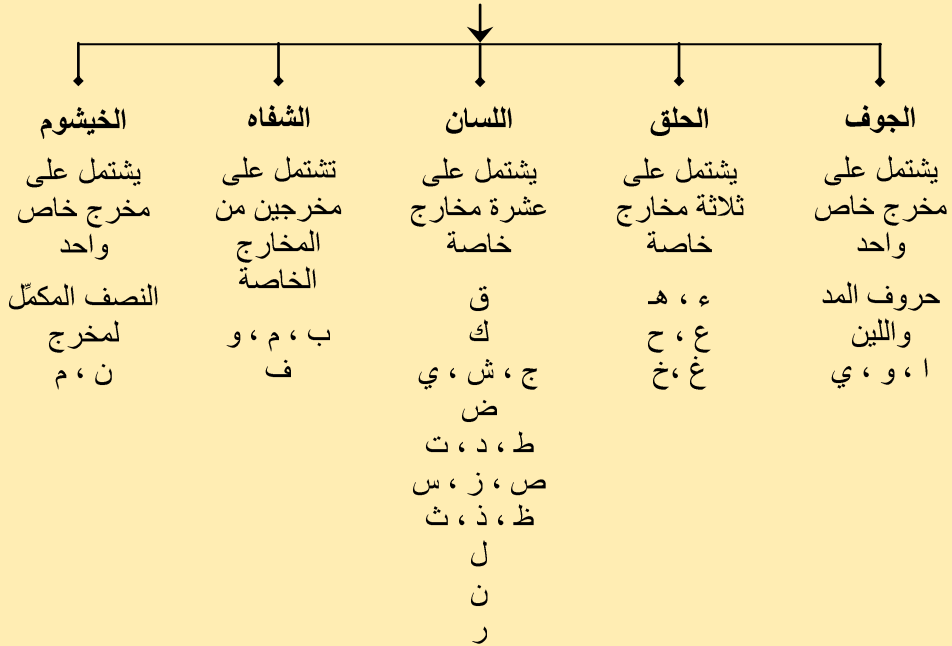 الجوف
يشتمل على
مخرج خاص
واحد
حروف المد
واللين
ا ، و ، ي
الحلق
يشتمل على
ثلاثة مخارج
خاصة
ء ، هـ
ع ، ح
غ ،خ
اللسان
يشتمل على
عشرة مخارج
خاصة
ق
ك
ج ، ش ، ي
ض
ط ، د ، ت
ص ، ز ، س
ظ ، ذ ، ث
ل
ن
ر
الشفاه
تشتمل على
مخرجين من
المخارج
الخاصة
ب ، م ، و
ف
الخيشوم
يشتمل على
مخرج خاص
واحد
النصف المكمِّل
لمخرج
ن ، م